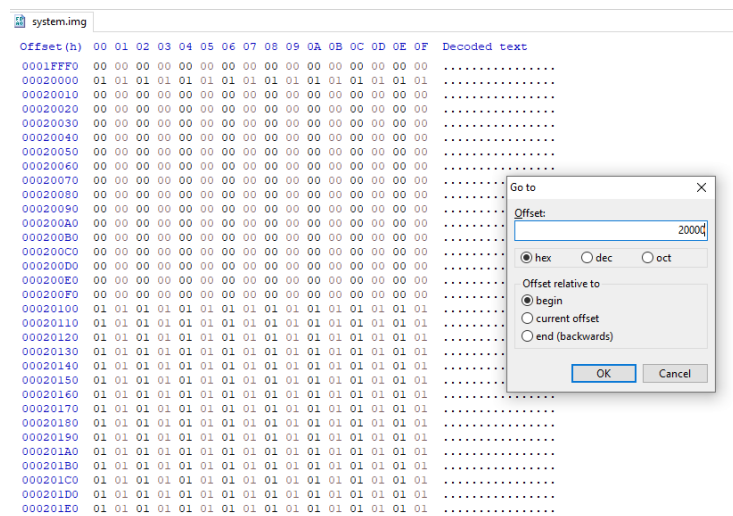 system.img
Offset(h) 00 01 02 03 04 05 06 07 08 09 0A 0B 0C 0D 0E 0F Decoded text
0001FFF0 00 00 00 00 00 00 00 00 00 00 00 00 00 00 00 00 ................
00020000 01 01 01 01 01 01 01 01 01 01 01 01 01 01 01 01 ................
00020010 00 00 00 00 00 00 00 00 00 00 00 00 00 00 00 00 ................
00020020 00 00 00 00 00 00 00 00 00 00 00 00 00 00 00 00 ................
00020030 00 00 00 00 00 00 00 00 00 00 00 00 00 00 00 00 ................
00020040 00 00 00 00 00 00 00 00 00 00 00 00 00 00 00 00 ................
00020050 00 00 00 00 00 00 00 00 00 00 00 00 00 00 00 00 ................
00020060 00 00 00 00 00 00 00 00 00 00 00 00 00 00 00 00 ................
00020070 00 00 00 00 00 00 00 00 00 00 00 00 00 00 00 00 .........
00020080 00 00 00 00 00 00 00 00 00 00 00 00 00 00 00 00 .........
00020090 00 00 00 00 00 00 00 00 00 00 00 00 00 00 00 00 .........
000200A0 00 00 00 00 00 00 00 00 00 00 00 00 00 00 00 00 .........
000200B0 00 00 00 00 00 00 00 00 00 00 00 00 00 00 00 00 .........
000200C0 00 00 00 00 00 00 00 00 00 00 00 00 00 00 00 00 .........
000200D0 00 00 00 00 00 00 00 00 00 00 00 00 00 00 00 00 .........
000200E0 00 00 00 00 00 00 00 00 00 00 00 00 00 00 00 00 .........
000200F0 00 00 00 00 00 00 00 00 00 00 00 00 00 00 00 00 .........
00020100 01 01 01 01 01 01 01 01 01 01 01 01 01 01 01 01 .........
00020110 01 01 01 01 01 01 01 01 01 01 01 01 01 01 01 01 .........
00020120 01 01 01 01 01 01 01 01 01 01 01 01 01 01 01 01 .........
00020130 01 01 01 01 01 01 01 01 01 01 01 01 01 01 01 01 .........
00020140 01 01 01 01 01 01 01 01 01 01 01 01 01 01 01 01 .........
00020150 01 01 01 01 01 01 01 01 01 01 01 01 01 01 01 01 .........
00020160 01 01 01 01 01 01 01 01 01 01 01 01 01 01 01 01 ................
00020170 01 01 01 01 01 01 01 01 01 01 01 01 01 01 01 01 ................
00020180 01 01 01 01 01 01 01 01 01 01 01 01 01 01 01 01 ................
00020190 01 01 01 01 01 01 01 01 01 01 01 01 01 01 01 01 ................
000201A0 01 01 01 01 01 01 01 01 01 01 01 01 01 01 01 01 ................
000201B0 01 01 01 01 01 01 01 01 01 01 01 01 01 01 01 01 ................
000201C0 01 01 01 01 01 01 01 01 01 01 01 01 01 01 01 01 ................
000201D0 01 01 01 01 01 01 01 01 01 01 01 01 01 01 01 01 ................
000201E0 01 01 01 01 01 01 01 01 01 01 01 01 01 01 01 01 ................
Go to
Offset:
20000
hex dec oct
Offset relative to
begin
current offset
end (backwards)
OK Cancel